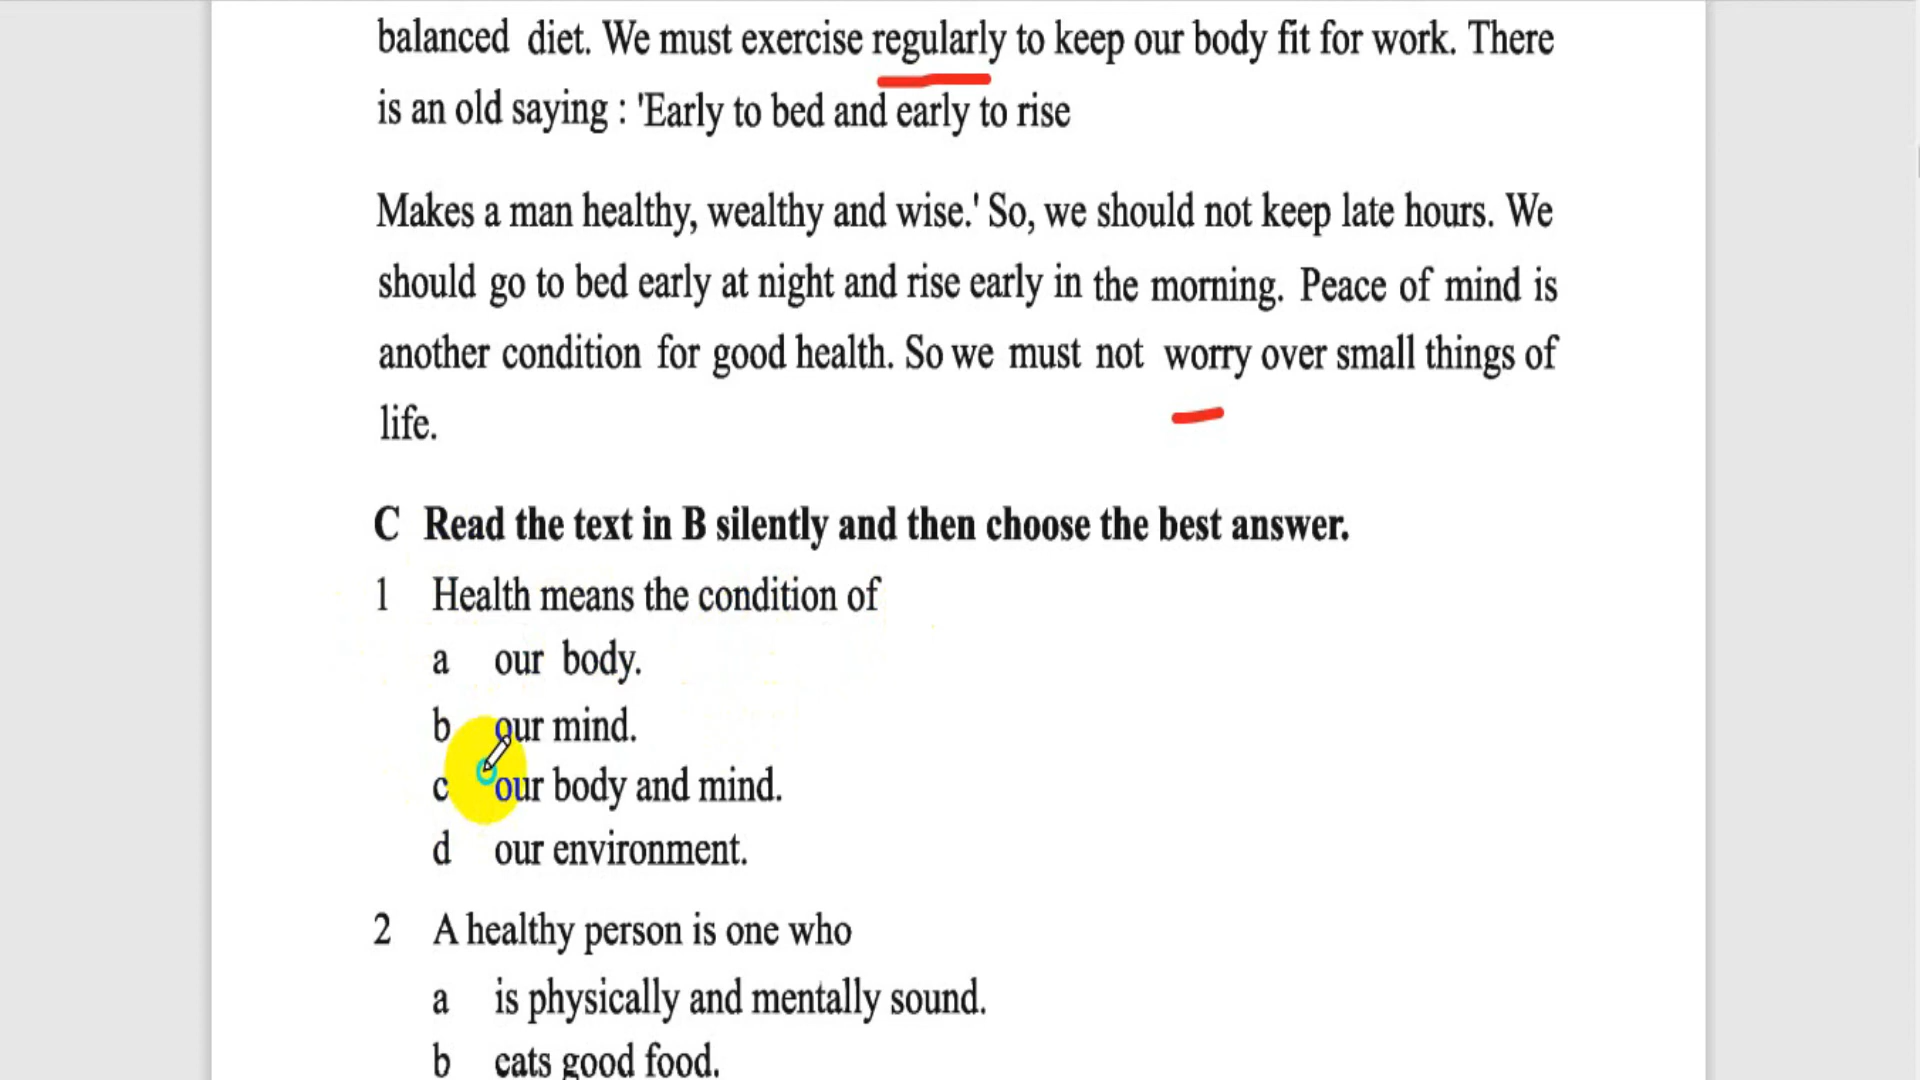 balanced diet. We must exercise regularly to keep our body fit for work. There
is an old saying : 'Early to bed and early to rise
Makes a man healthy, wealthy and wise.' So, we should not keep late hours. We
should go to bed early at night and rise early in the morning. Peace of mind is
another condition for good health. So we must not worry over small things of
life.
C Read the text in B silently and then choose the best answer.
1 Health means the condition of
a our body.
b our mind.
c our body and mind.
d our environment.
2 A healthy person is one who
a is physically and mentally sound.
b eats good food.